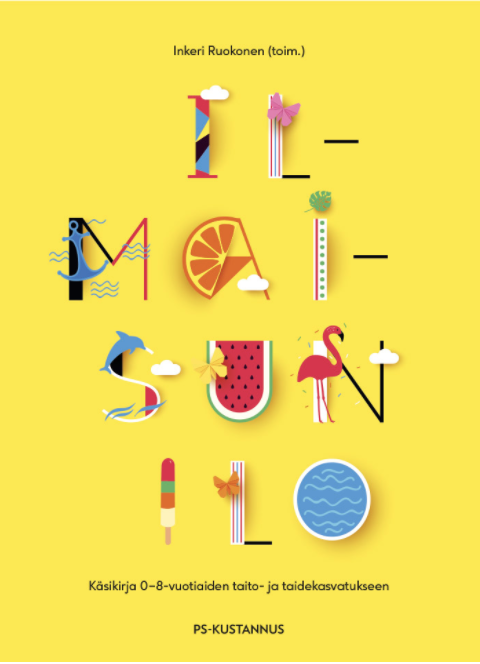 Inkeri Ruokonen (toim.)
IL–
MAI–
SUN
ILO
Käsikirja 0–8-vuotiaiden taito- ja taidekasvatukseen
PS-KUSTANNUS